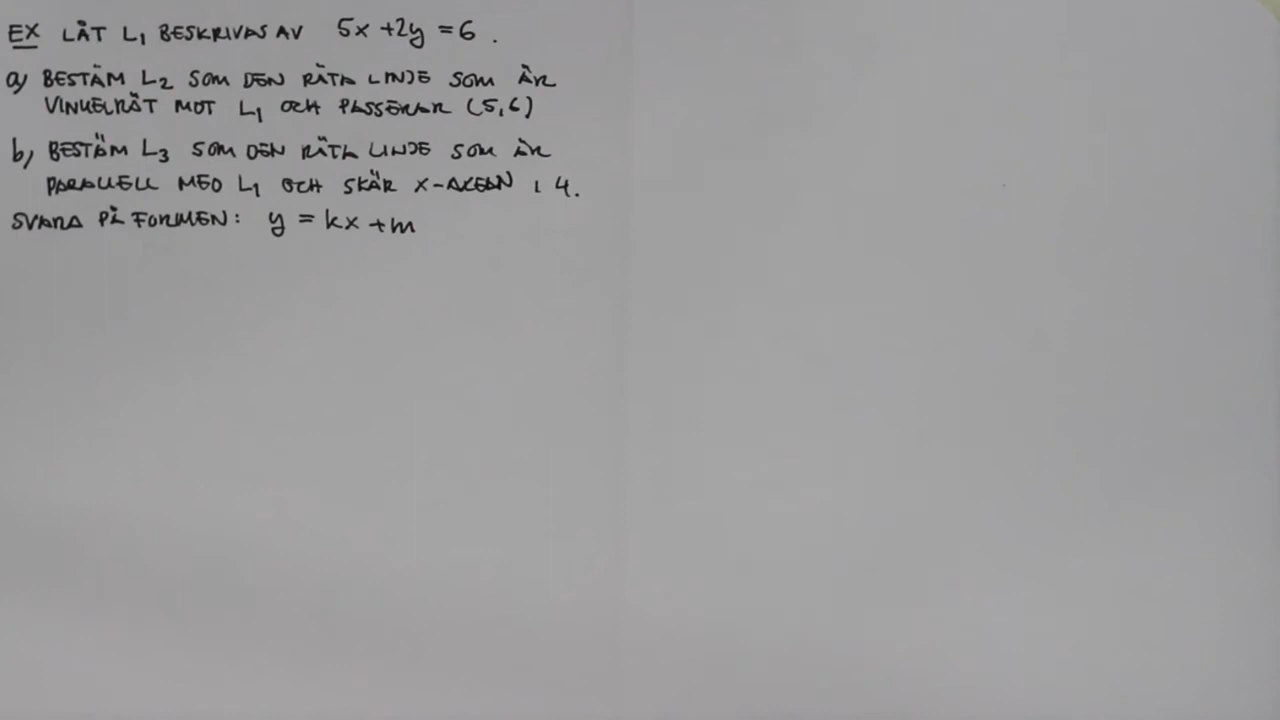 EX LÅT L₁ BESKRIVAS AV 5x + 2y = 6.
a) BESTÄM L₂ SOM DEN RÄTA LINJE SOM ÄR
VINKELRÄT MOT L₁ OCH PASSERAR (5,6)
b) BESTÄM L₃ SOM DEN RÄTA LINJE SOM ÄR
PARALLELL MED L₁ OCH SKÄR X-AXELN I 4.
SVARA PÅ FORMEN: y = kx + m